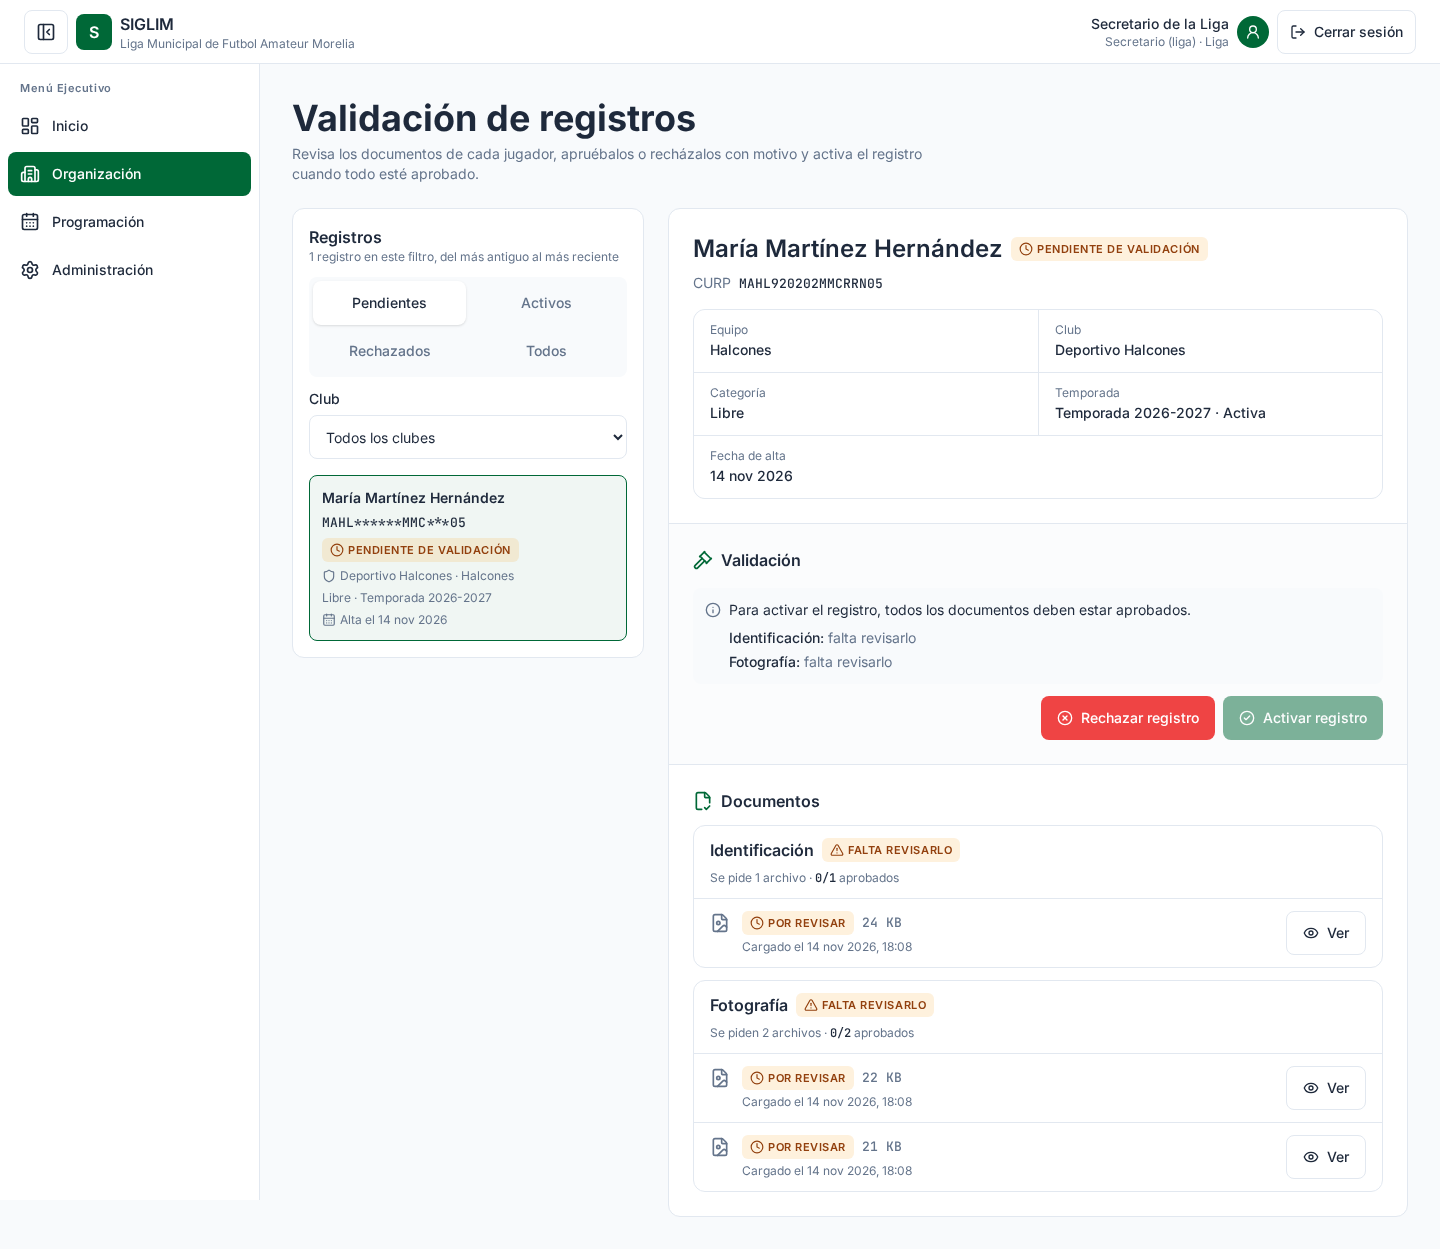 S
SIGLIM
Liga Municipal de Futbol Amateur Morelia
Secretario de la Liga
Secretario (liga) · Liga
Cerrar sesión
Menú Ejecutivo
Inicio
Organización
Programación
Administración
Validación de registros
Revisa los documentos de cada jugador, apruébalos o recházalos con motivo y activa el registro
cuando todo esté aprobado.
Registros
1 registro en este filtro, del más antiguo al más reciente
Pendientes
Activos
Rechazados
Todos
Club
Todos los clubes
María Martínez Hernández
MAHL******MMC***05
PENDIENTE DE VALIDACIÓN
Deportivo Halcones · Halcones
Libre · Temporada 2026-2027
Alta el 14 nov 2026
María Martínez Hernández
PENDIENTE DE VALIDACIÓN
CURP MAHL920202MMCRRN05
Equipo
Halcones
Club
Deportivo Halcones
Categoría
Libre
Temporada
Temporada 2026-2027 · Activa
Fecha de alta
14 nov 2026
Validación
Para activar el registro, todos los documentos deben estar aprobados.
Identificación: falta revisarlo
Fotografía: falta revisarlo
Rechazar registro
Activar registro
Documentos
Identificación
FALTA REVISARLO
Se pide 1 archivo · 0/1 aprobados
POR REVISAR 24 KB
Cargado el 14 nov 2026, 18:08
Ver
Fotografía
FALTA REVISARLO
Se piden 2 archivos · 0/2 aprobados
POR REVISAR 22 KB
Cargado el 14 nov 2026, 18:08
Ver
POR REVISAR 21 KB
Cargado el 14 nov 2026, 18:08
Ver